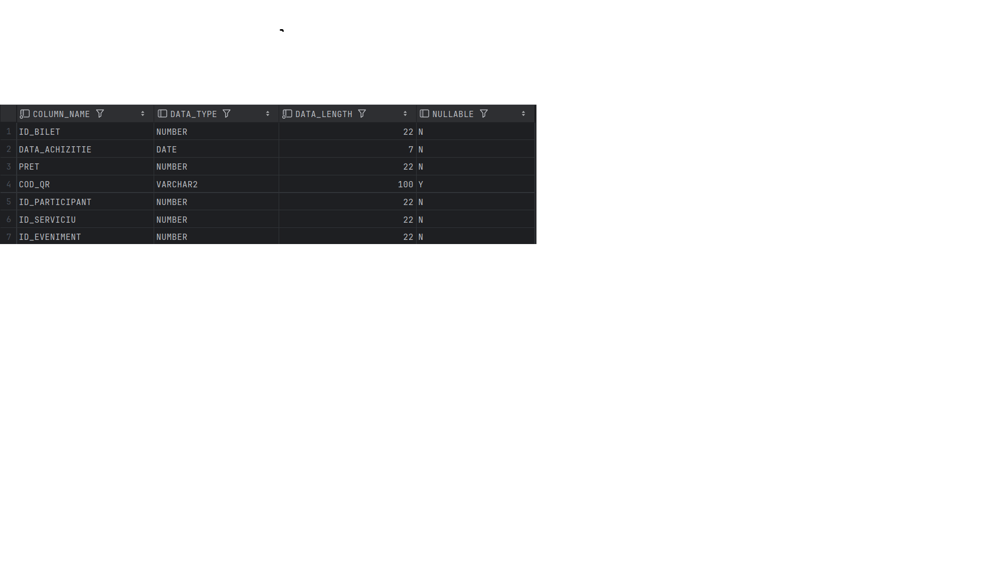 COLUMN_NAME DATA_TYPE DATA_LENGTH NULLABLE
1 ID_BILET NUMBER 22 N
2 DATA_ACHIZITIE DATE 7 N
3 PRET NUMBER 22 N
4 COD_QR VARCHAR2 100 Y
5 ID_PARTICIPANT NUMBER 22 N
6 ID_SERVICIU NUMBER 22 N
7 ID_EVENIMENT NUMBER 22 N